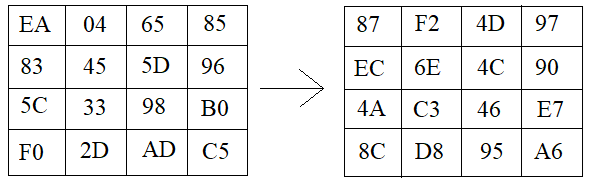 EA 04 65 85 87 F2 4D 97
83 45 5D 96 EC 6E 4C 90
5C 33 98 B0 4A C3 46 E7
F0 2D AD C5 8C D8 95 A6